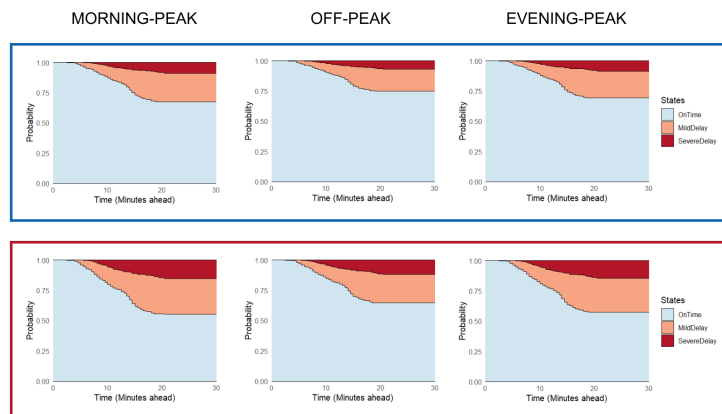 MORNING-PEAK
OFF-PEAK
EVENING-PEAK
Probability
1.00
0.75
0.50
0.25
0.00
0
10
20
30
Time (Minutes ahead)
Probability
1.00
0.75
0.50
0.25
0.00
0
10
20
30
Time (Minutes ahead)
Probability
1.00
0.75
0.50
0.25
0.00
0
10
20
30
Time (Minutes ahead)
States
OnTime
MildDelay
SevereDelay
Probability
1.00
0.75
0.50
0.25
0.00
0
10
20
30
Time (Minutes ahead)
Probability
1.00
0.75
0.50
0.25
0.00
0
10
20
30
Time (Minutes ahead)
Probability
1.00
0.75
0.50
0.25
0.00
0
10
20
30
Time (Minutes ahead)
States
OnTime
MildDelay
SevereDelay